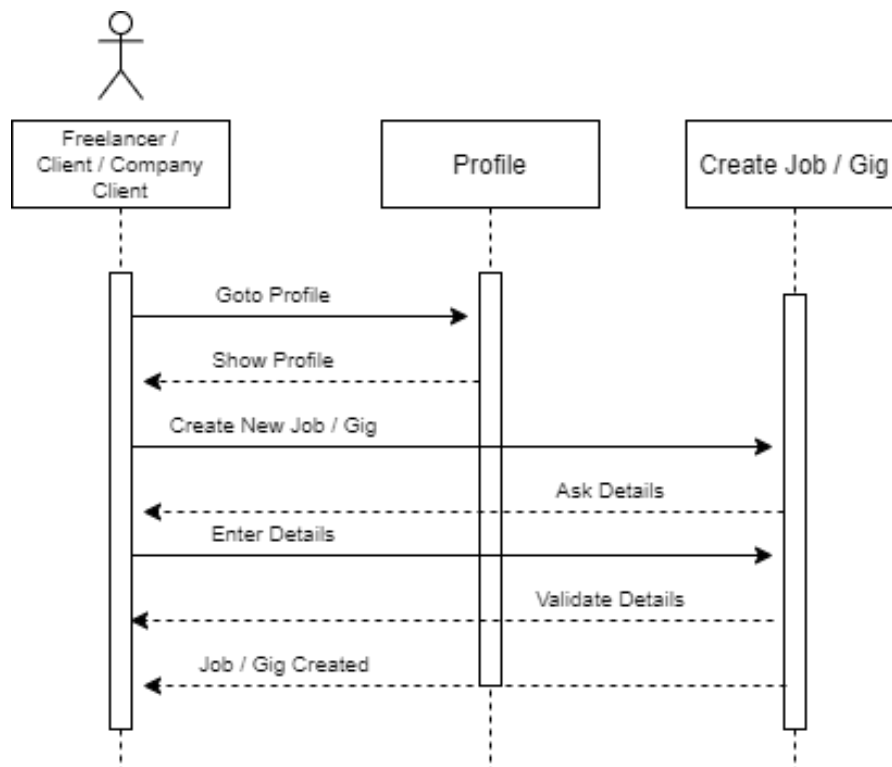 Freelancer /
Client / Company
Client
Profile
Create Job / Gig
Goto Profile
Show Profile
Create New Job / Gig
Ask Details
Enter Details
Validate Details
Job / Gig Created